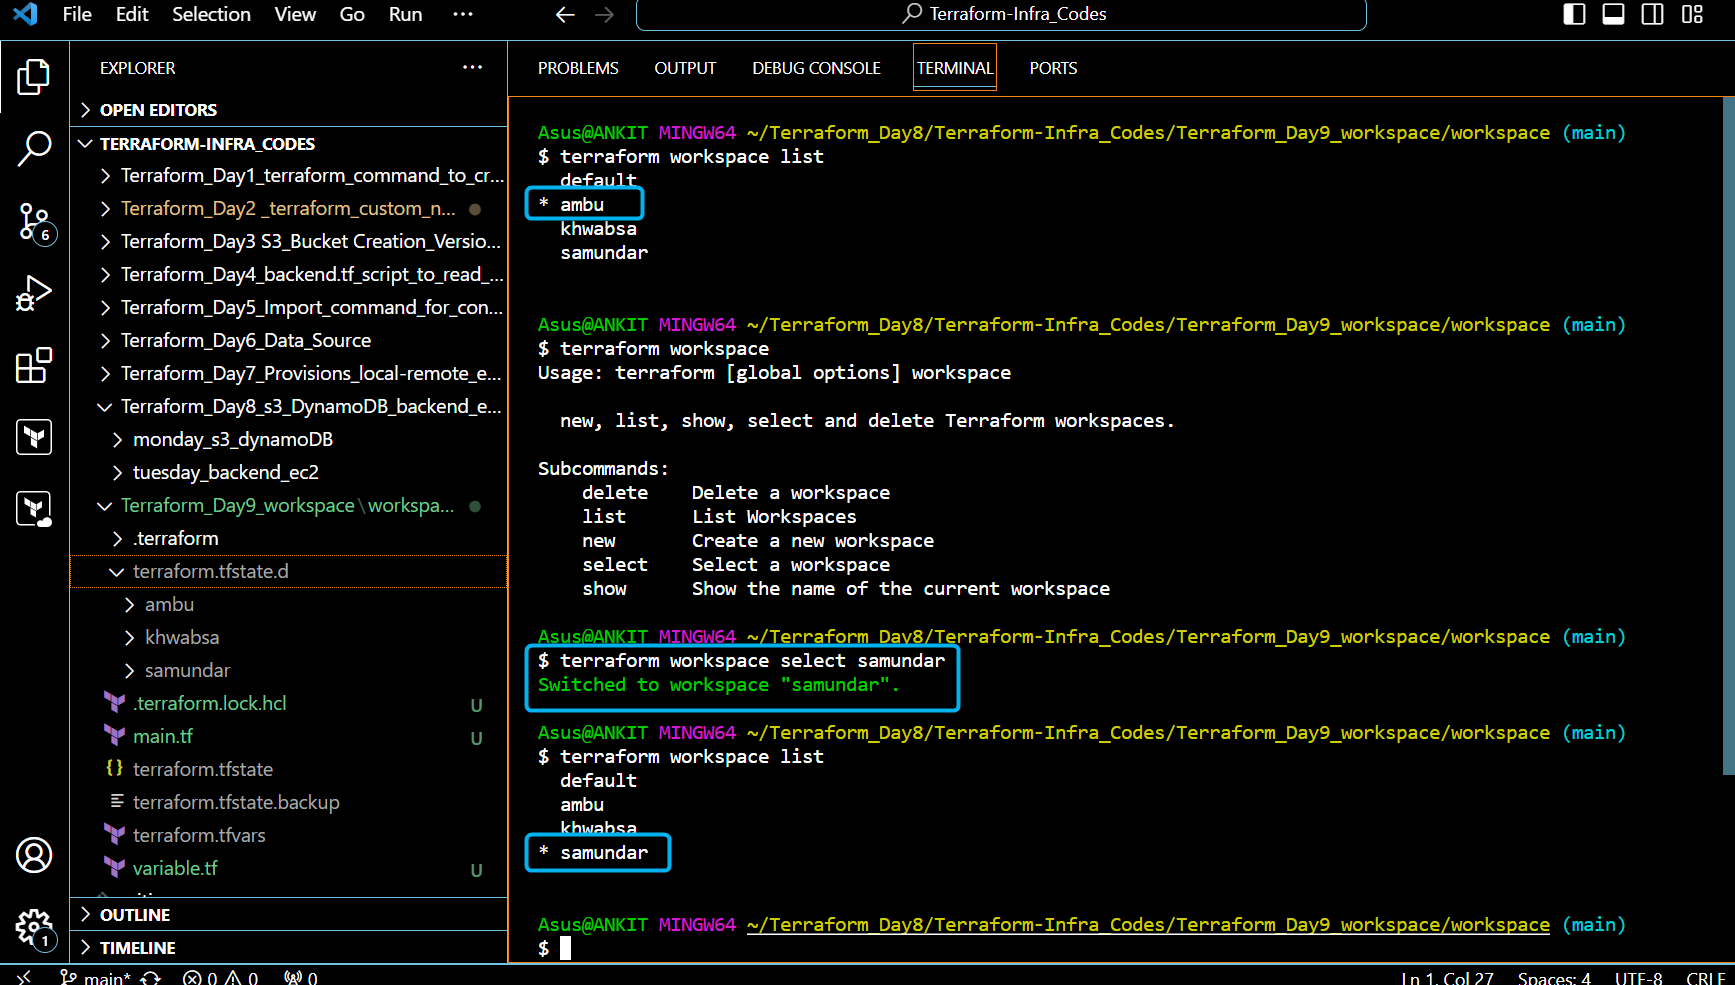 File Edit Selection View Go Run ···
Terraform-Infra_Codes
EXPLORER ···
OPEN EDITORS
TERRAFORM-INFRA_CODES
Terraform_Day1_terraform_command_to_cr...
Terraform_Day2 _terraform_custom_n...
Terraform_Day3 S3_Bucket Creation_Versio...
Terraform_Day4_backend.tf_script_to_read_...
Terraform_Day5_Import_command_for_con...
Terraform_Day6_Data_Source
Terraform_Day7_Provisions_local-remote_e...
Terraform_Day8_s3_DynamoDB_backend_e...
monday_s3_dynamoDB
tuesday_backend_ec2
Terraform_Day9_workspace\workspa...
.terraform
terraform.tfstate.d
ambu
khwabsa
samundar
.terraform.lock.hcl U
main.tf U
{} terraform.tfstate
terraform.tfstate.backup
terraform.tfvars
variable.tf U
OUTLINE
TIMELINE
6
1
PROBLEMS OUTPUT DEBUG CONSOLE TERMINAL PORTS
Asus@ANKIT MINGW64 ~/Terraform_Day8/Terraform-Infra_Codes/Terraform_Day9_workspace/workspace (main)
$ terraform workspace list
default
* ambu
khwabsa
samundar
Asus@ANKIT MINGW64 ~/Terraform_Day8/Terraform-Infra_Codes/Terraform_Day9_workspace/workspace (main)
$ terraform workspace
Usage: terraform [global options] workspace
new, list, show, select and delete Terraform workspaces.
Subcommands:
delete Delete a workspace
list List Workspaces
new Create a new workspace
select Select a workspace
show Show the name of the current workspace
Asus@ANKIT MINGW64 ~/Terraform_Day8/Terraform-Infra_Codes/Terraform_Day9_workspace/workspace (main)
$ terraform workspace select samundar
Switched to workspace "samundar".
Asus@ANKIT MINGW64 ~/Terraform_Day8/Terraform-Infra_Codes/Terraform_Day9_workspace/workspace (main)
$ terraform workspace list
default
ambu
khwabsa
* samundar
Asus@ANKIT MINGW64 ~/Terraform_Day8/Terraform-Infra_Codes/Terraform_Day9_workspace/workspace (main)
$
main* 0 0 0 Ln 1, Col 27 Spaces: 4 UTF-8 CRLF